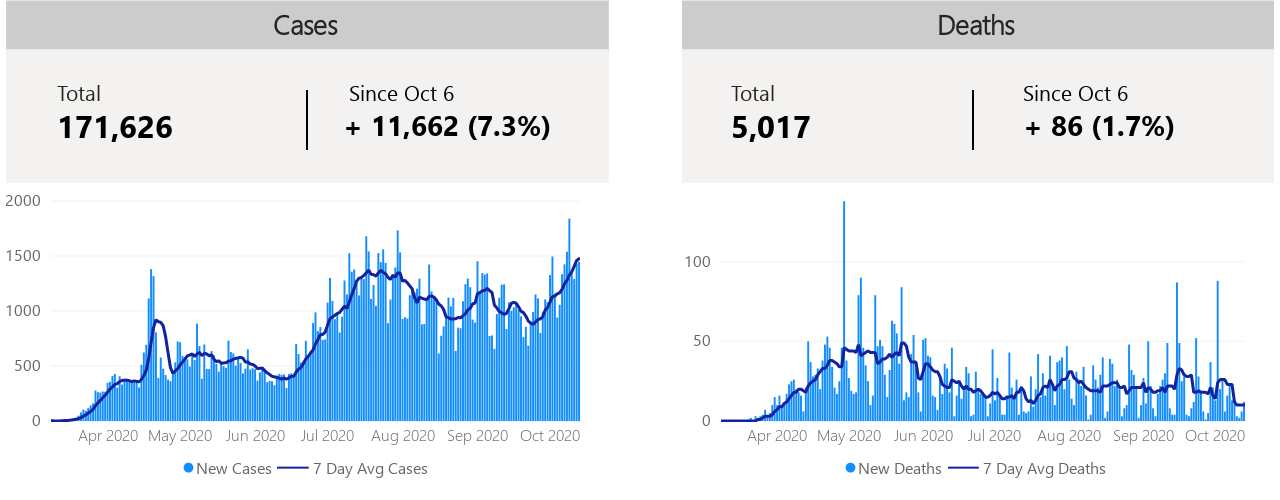 Cases
Total
171,626
Since Oct 6
+ 11,662 (7.3%)
2000
1500
1000
500
0
Apr 2020 May 2020 Jun 2020 Jul 2020 Aug 2020 Sep 2020 Oct 2020
New Cases 7 Day Avg Cases
Deaths
Total
5,017
Since Oct 6
+ 86 (1.7%)
100
50
0
Apr 2020 May 2020 Jun 2020 Jul 2020 Aug 2020 Sep 2020 Oct 2020
New Deaths 7 Day Avg Deaths